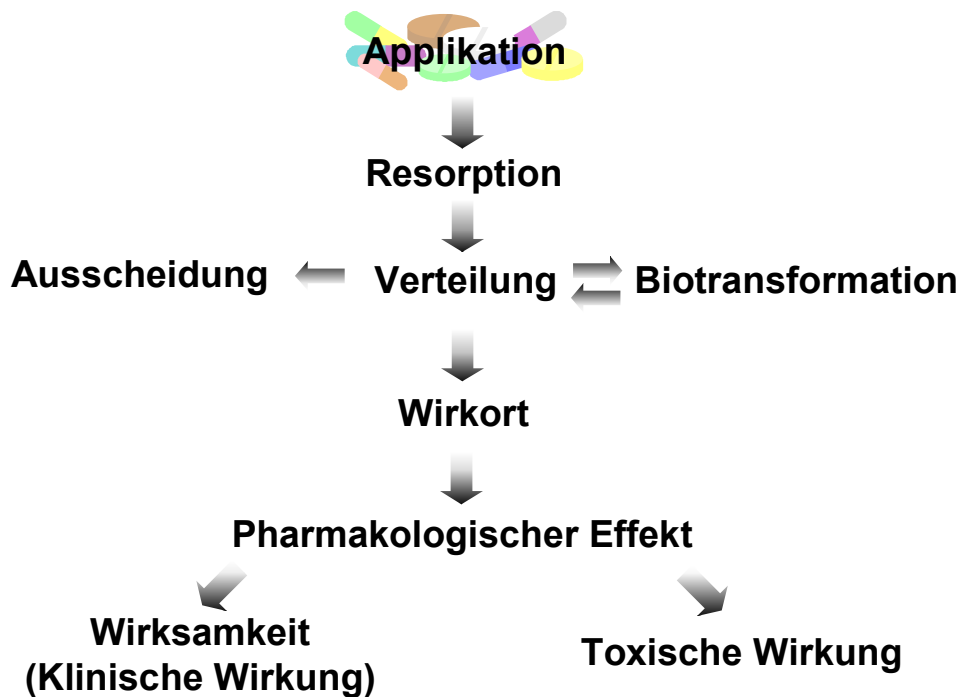 Applikation
Resorption
Ausscheidung
Verteilung
Biotransformation
Wirkort
Pharmakologischer Effekt
Wirksamkeit
(Klinische Wirkung)
Toxische Wirkung